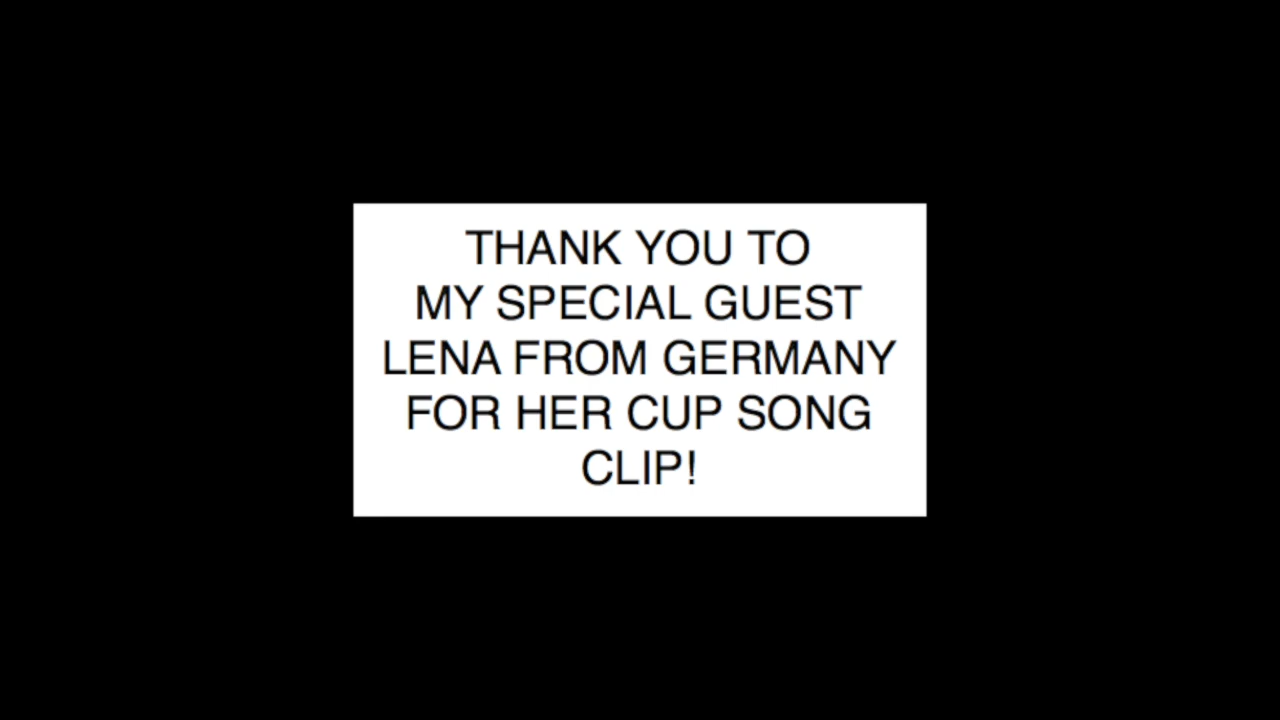 THANK YOU TO
MY SPECIAL GUEST
LENA FROM GERMANY
FOR HER CUP SONG
CLIP!